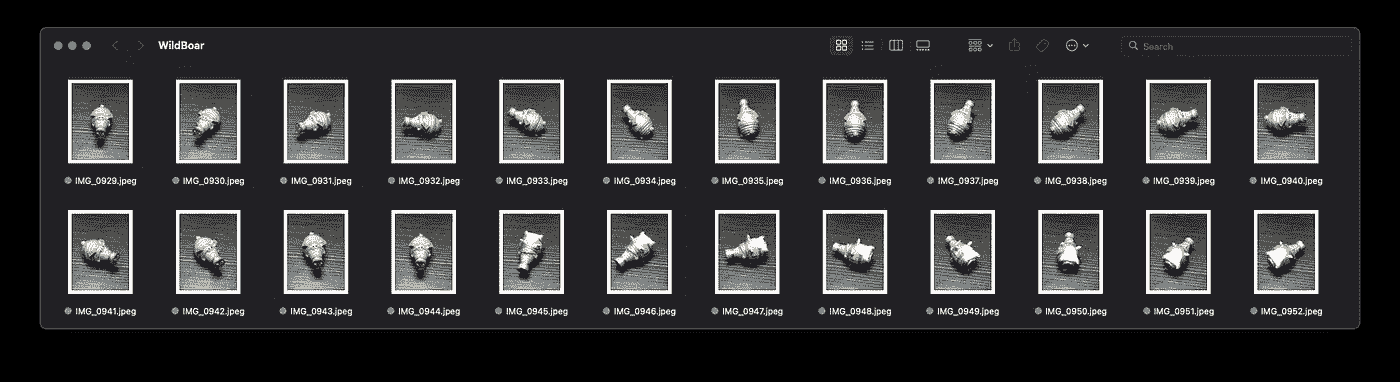 WildBoar
Search
IMG_0929.jpeg IMG_0930.jpeg IMG_0931.jpeg IMG_0932.jpeg IMG_0933.jpeg IMG_0934.jpeg IMG_0935.jpeg IMG_0936.jpeg IMG_0937.jpeg IMG_0938.jpeg IMG_0939.jpeg IMG_0940.jpeg
IMG_0941.jpeg IMG_0942.jpeg IMG_0943.jpeg IMG_0944.jpeg IMG_0945.jpeg IMG_0946.jpeg IMG_0947.jpeg IMG_0948.jpeg IMG_0949.jpeg IMG_0950.jpeg IMG_0951.jpeg IMG_0952.jpeg